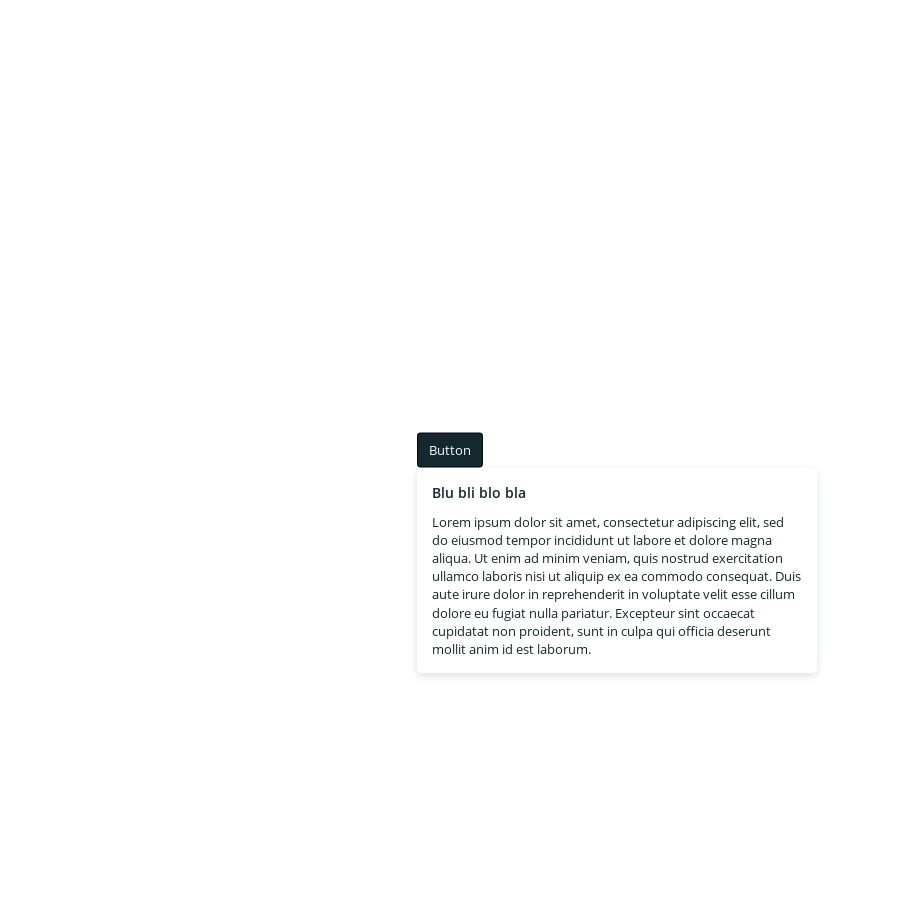 Button
Blu bli blo bla
Lorem ipsum dolor sit amet, consectetur adipiscing elit, sed
do eiusmod tempor incididunt ut labore et dolore magna
aliqua. Ut enim ad minim veniam, quis nostrud exercitation
ullamco laboris nisi ut aliquip ex ea commodo consequat. Duis
aute irure dolor in reprehenderit in voluptate velit esse cillum
dolore eu fugiat nulla pariatur. Excepteur sint occaecat
cupidatat non proident, sunt in culpa qui officia deserunt
mollit anim id est laborum.